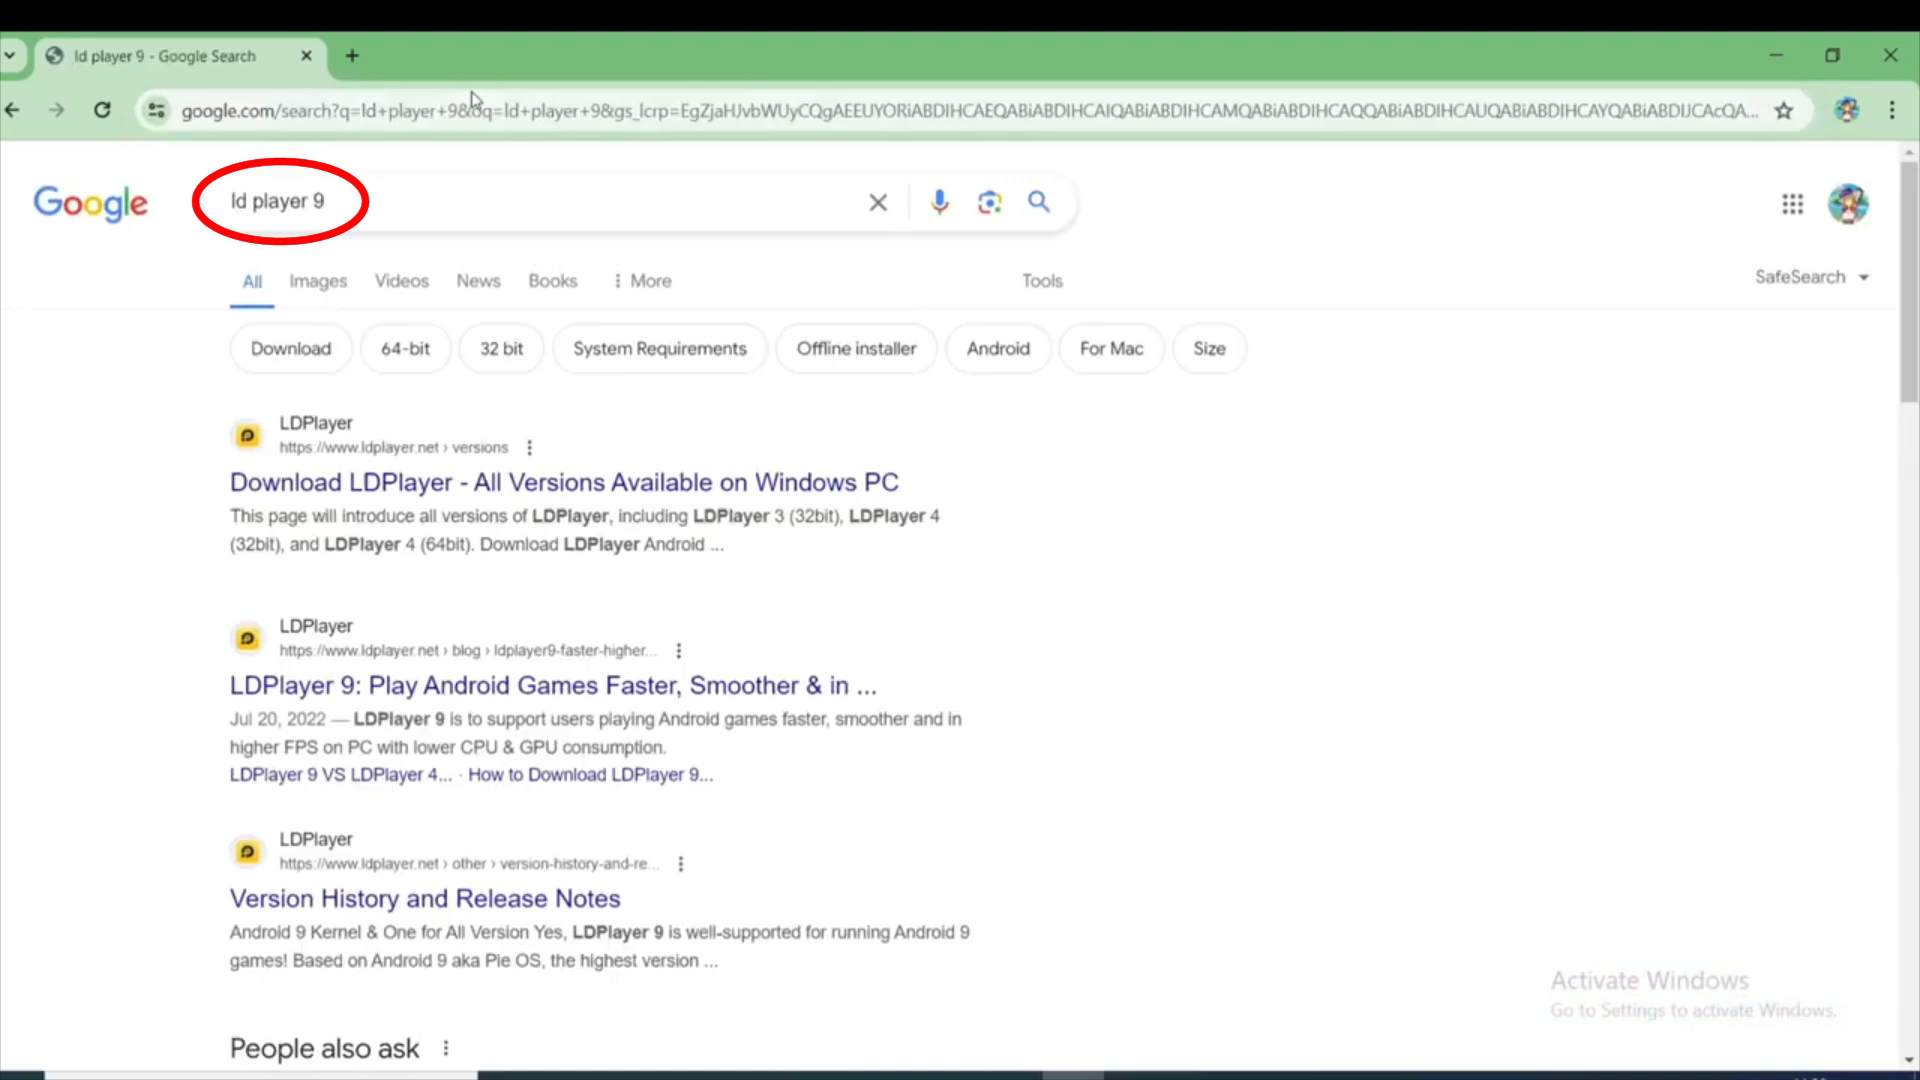 ld player 9 - Google Search
google.com/search?q=ld+player+9&oq=ld+player+9&gs_lcrp=EgZjaHJvbWUyCQgAEEUYORiABDIHCAEQABiABDIHCAIQABiABDIHCAMQABiABDIHCAQQABiABDIHCAUQABiABDIHCAYQABiABDIJCAcQA...
Google
ld player 9
All Images Videos News Books More Tools
SafeSearch
Download 64-bit 32 bit System Requirements Offline installer Android For Mac Size
LDPlayer
https://www.ldplayer.net › versions
Download LDPlayer - All Versions Available on Windows PC
This page will introduce all versions of LDPlayer, including LDPlayer 3 (32bit), LDPlayer 4
(32bit), and LDPlayer 4 (64bit). Download LDPlayer Android ...
LDPlayer
https://www.ldplayer.net › blog › ldplayer9-faster-higher...
LDPlayer 9: Play Android Games Faster, Smoother & in ...
Jul 20, 2022 — LDPlayer 9 is to support users playing Android games faster, smoother and in
higher FPS on PC with lower CPU & GPU consumption.
LDPlayer 9 VS LDPlayer 4... · How to Download LDPlayer 9...
LDPlayer
https://www.ldplayer.net › other › version-history-and-re...
Version History and Release Notes
Android 9 Kernel & One for All Version Yes, LDPlayer 9 is well-supported for running Android 9
games! Based on Android 9 aka Pie OS, the highest version ...
Activate Windows
Go to Settings to activate Windows.
People also ask